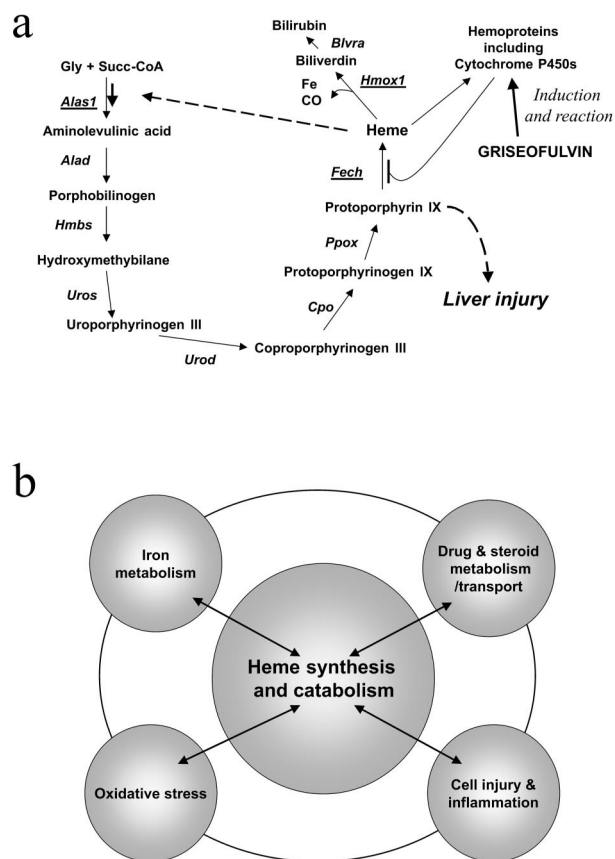 a
Bilirubin
Blvra
Biliverdin
Fe
CO
Hmox1
Heme
Hemoproteins
including
Cytochrome P450s
Induction
and reaction
GRISEOFULVIN
Gly + Succ-CoA
Alas1
Aminolevulinic acid
Alad
Porphobilinogen
Hmbs
Hydroxymethybilane
Uros
Uroporphyrinogen III
Urod
Coproporphyrinogen III
Cpo
Protoporphyrinogen IX
Ppox
Protoporphyrin IX
Fech
Liver injury
b
Iron
metabolism
Drug & steroid
metabolism
/transport
Heme synthesis
and catabolism
Oxidative stress
Cell injury &
inflammation